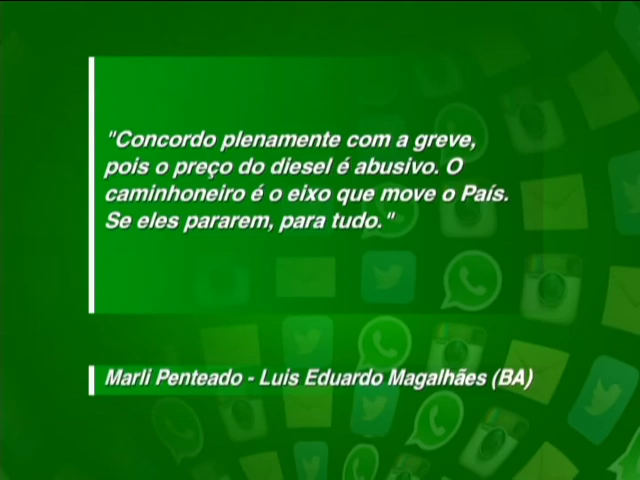 "Concordo plenamente com a greve,
pois o preço do diesel é abusivo. O
caminhoneiro é o eixo que move o País.
Se eles pararem, para tudo."
Marli Penteado - Luis Eduardo Magalhães (BA)